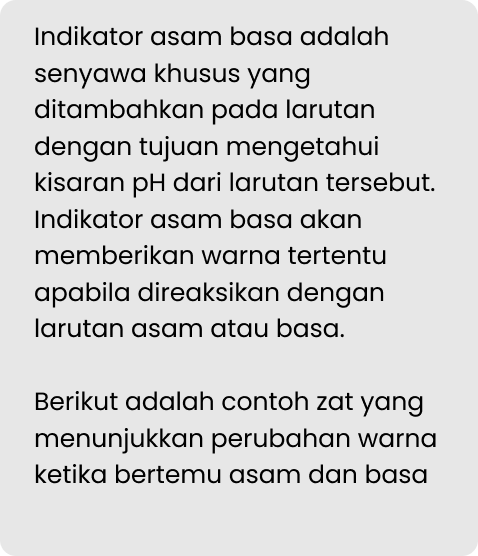 Indikator asam basa adalah
senyawa khusus yang
ditambahkan pada larutan
dengan tujuan mengetahui
kisaran pH dari larutan tersebut.
Indikator asam basa akan
memberikan warna tertentu
apabila direaksikan dengan
larutan asam atau basa.
Berikut adalah contoh zat yang
menunjukkan perubahan warna
ketika bertemu asam dan basa